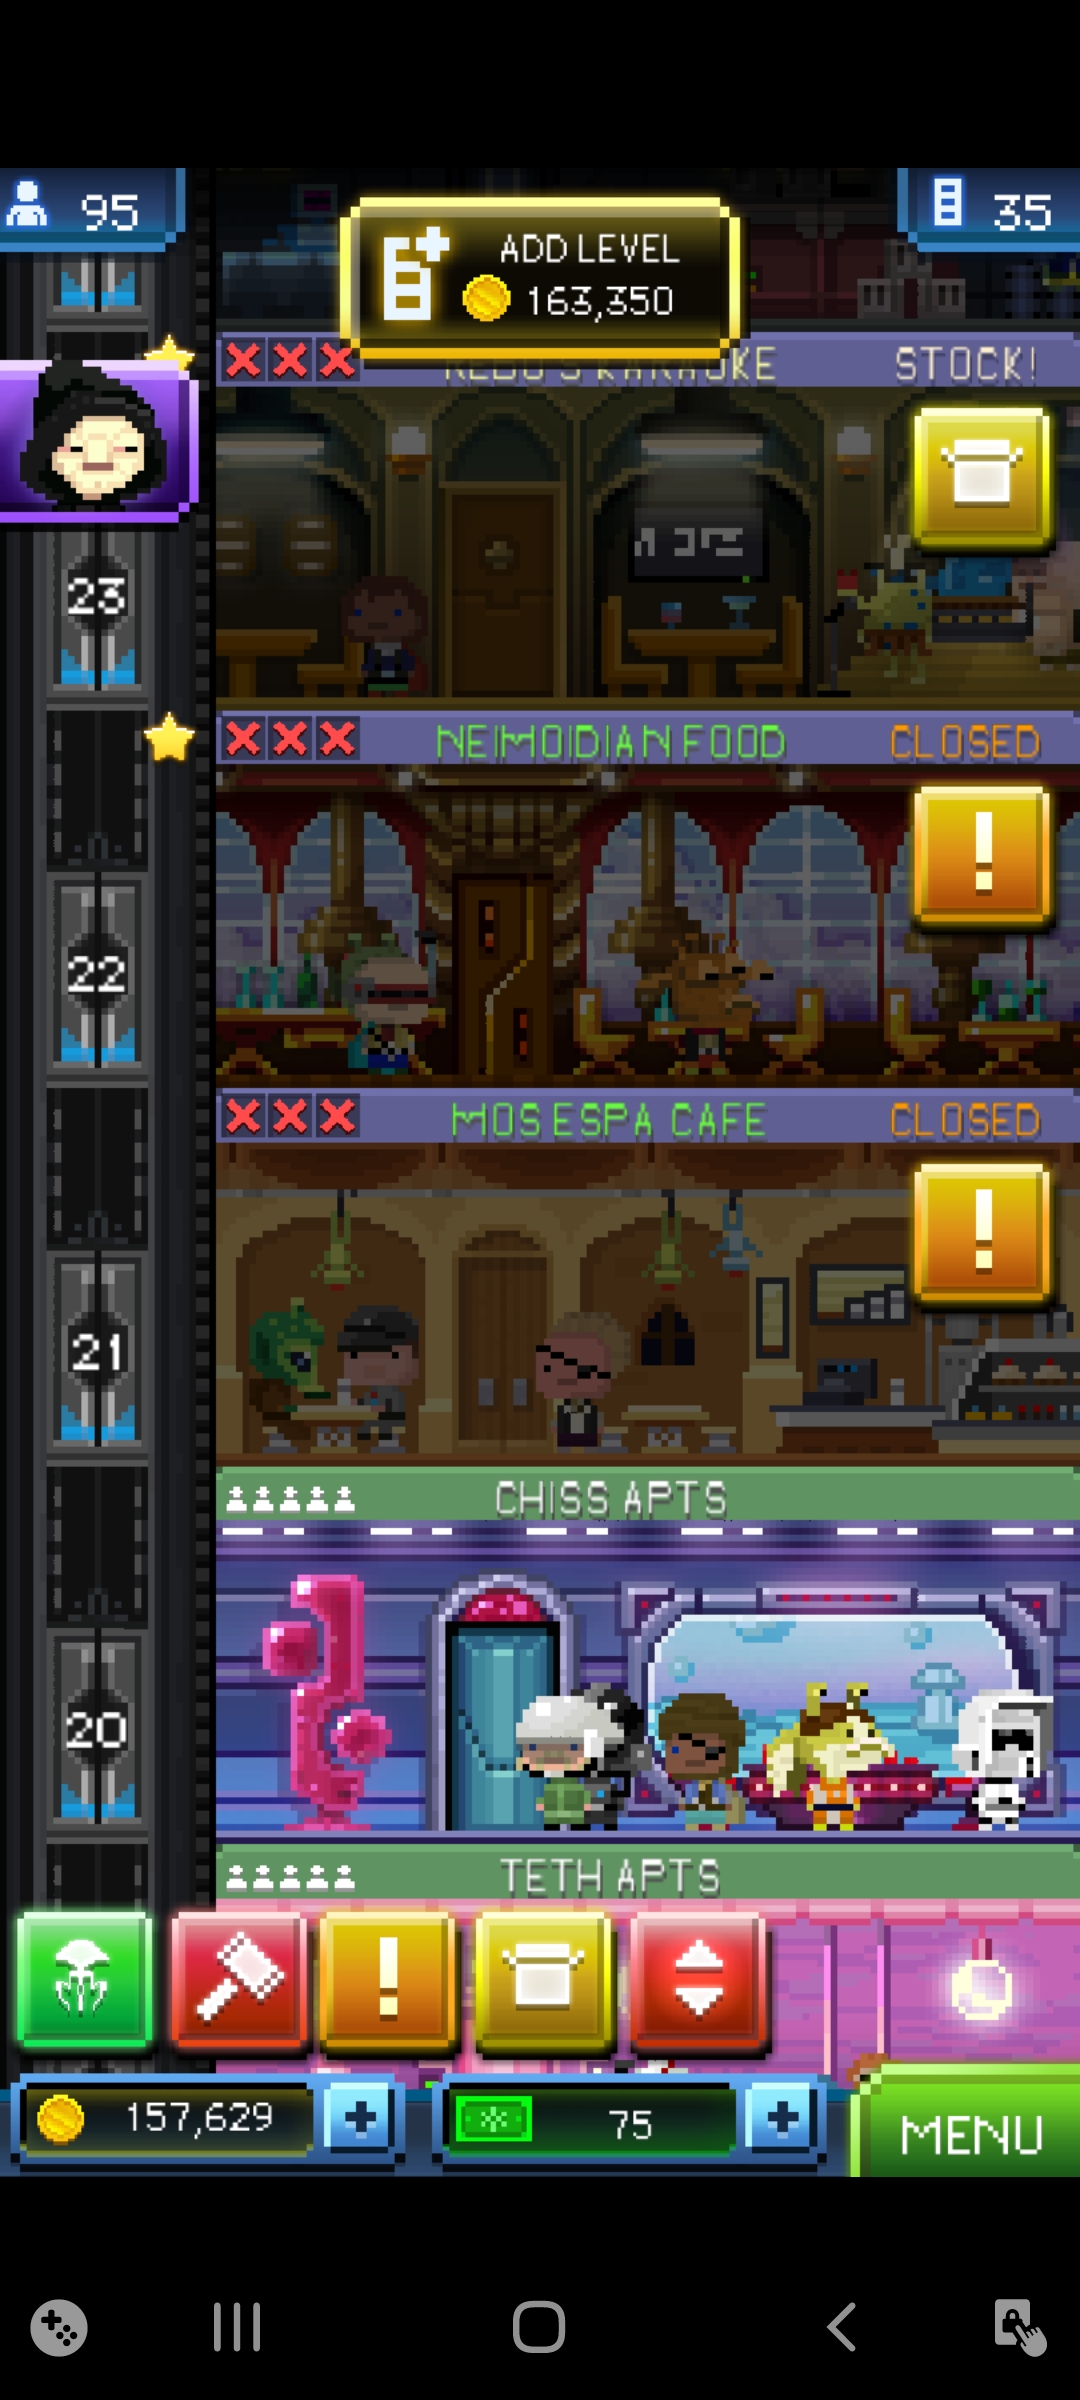 95
ADD LEVEL
163,350
35
KARAOKE
STOCK!
23
NEIMOIDIAN FOOD
CLOSED
22
MOS ESPA CAFE
CLOSED
21
CHISS APTS
20
TETH APTS
157,629
75
MENU